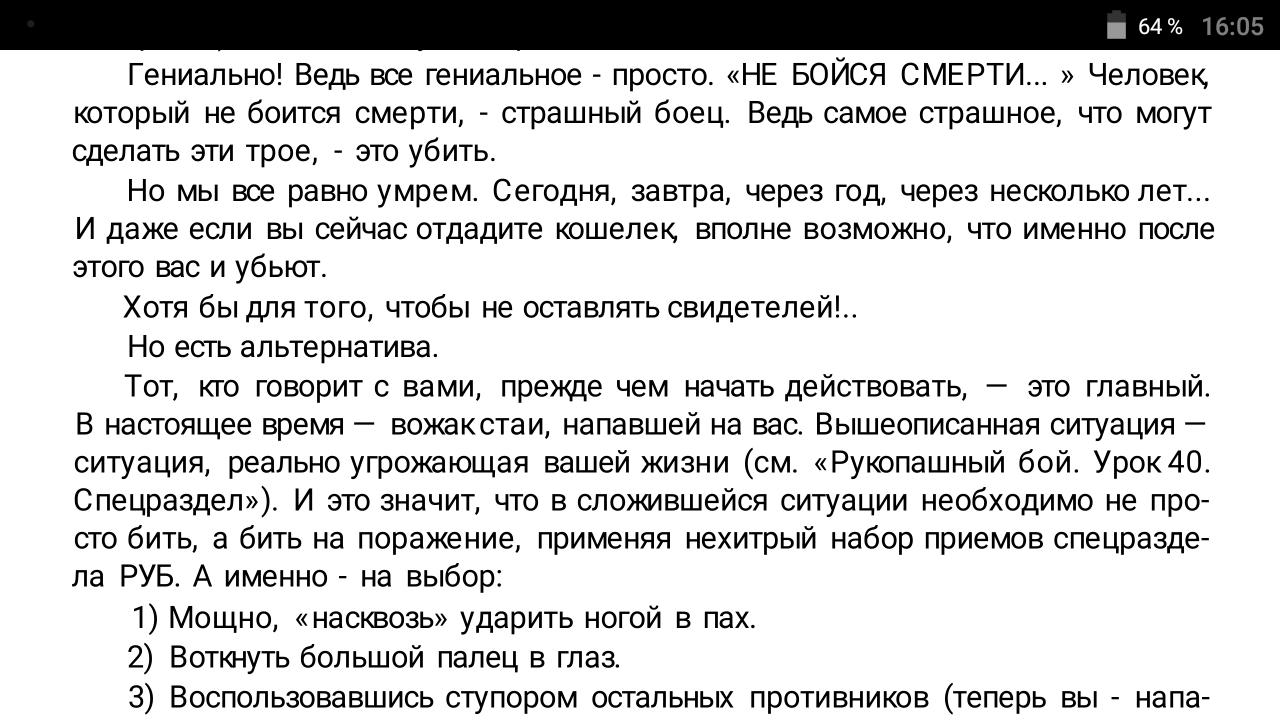 64 % 16:05
Гениально! Ведь все гениальное - просто. «НЕ БОЙСЯ СМЕРТИ... » Человек,
который не боится смерти, - страшный боец. Ведь самое страшное, что могут
сделать эти трое, - это убить.
Но мы все равно умрем. Сегодня, завтра, через год, через несколько лет...
И даже если вы сейчас отдадите кошелек, вполне возможно, что именно после
этого вас и убьют.
Хотя бы для того, чтобы не оставлять свидетелей!..
Но есть альтернатива.
Тот, кто говорит с вами, прежде чем начать действовать, — это главный.
В настоящее время — вожак стаи, напавшей на вас. Вышеописанная ситуация —
ситуация, реально угрожающая вашей жизни (см. «Рукопашный бой. Урок 40.
Спецраздел»). И это значит, что в сложившейся ситуации необходимо не про-
сто бить, а бить на поражение, применяя нехитрый набор приемов спецразде-
ла РУБ. А именно - на выбор:
1) Мощно, «насквозь» ударить ногой в пах.
2) Воткнуть большой палец в глаз.
3) Воспользовавшись ступором остальных противников (теперь вы - напа-